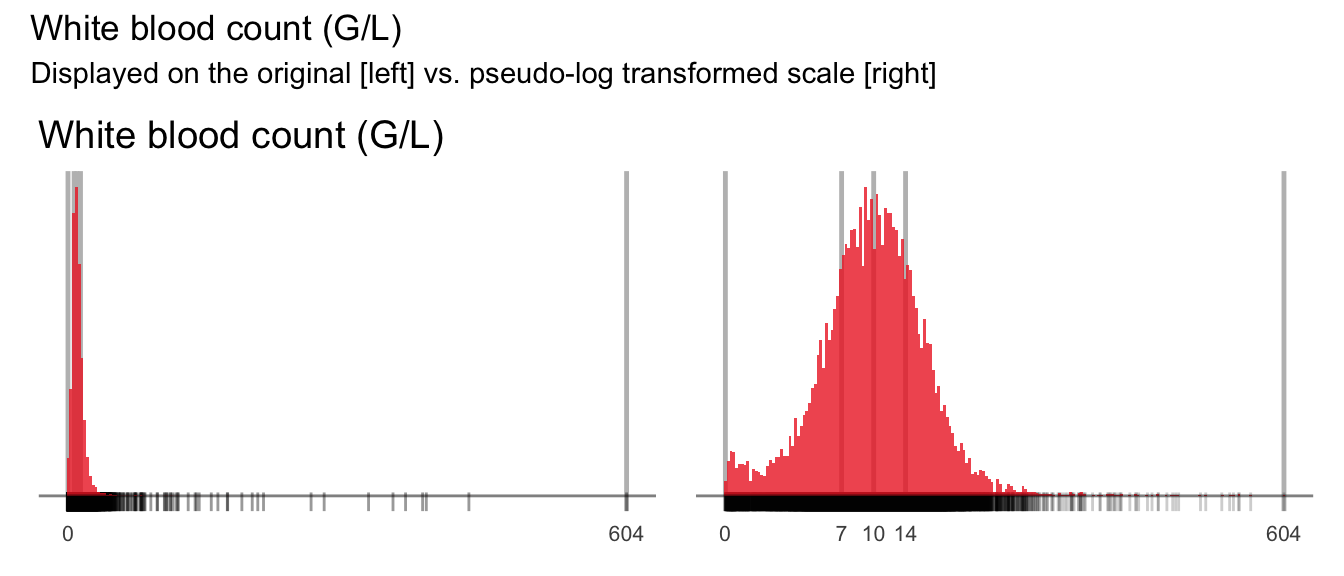 White blood count (G/L)
Displayed on the original [left] vs. pseudo-log transformed scale [right]
White blood count (G/L)
0 604 0 7 10 14 604